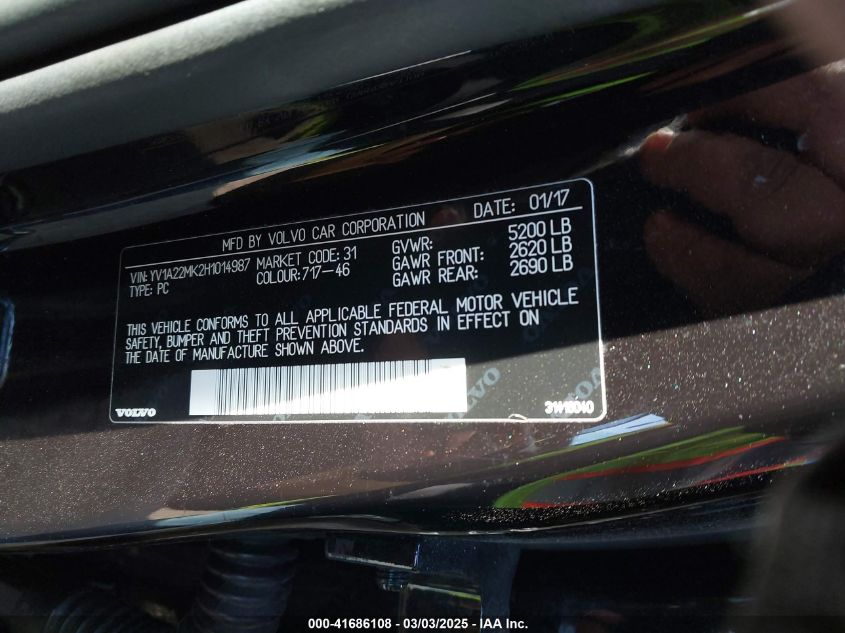 MFD BY VOLVO CAR CORPORATION DATE: 01/17
VIN: YV1A22MK2H1014987 MARKET CODE: 31 GVWR: 5200 LB
TYPE: PC COLOUR: 717-46 GAWR FRONT: 2620 LB
GAWR REAR: 2690 LB
THIS VEHICLE CONFORMS TO ALL APPLICABLE FEDERAL MOTOR VEHICLE
SAFETY, BUMPER AND THEFT PREVENTION STANDARDS IN EFFECT ON
THE DATE OF MANUFACTURE SHOWN ABOVE.
VOLVO
VOLVO
000-41686108 / 03/03/2025 - IAA Inc.